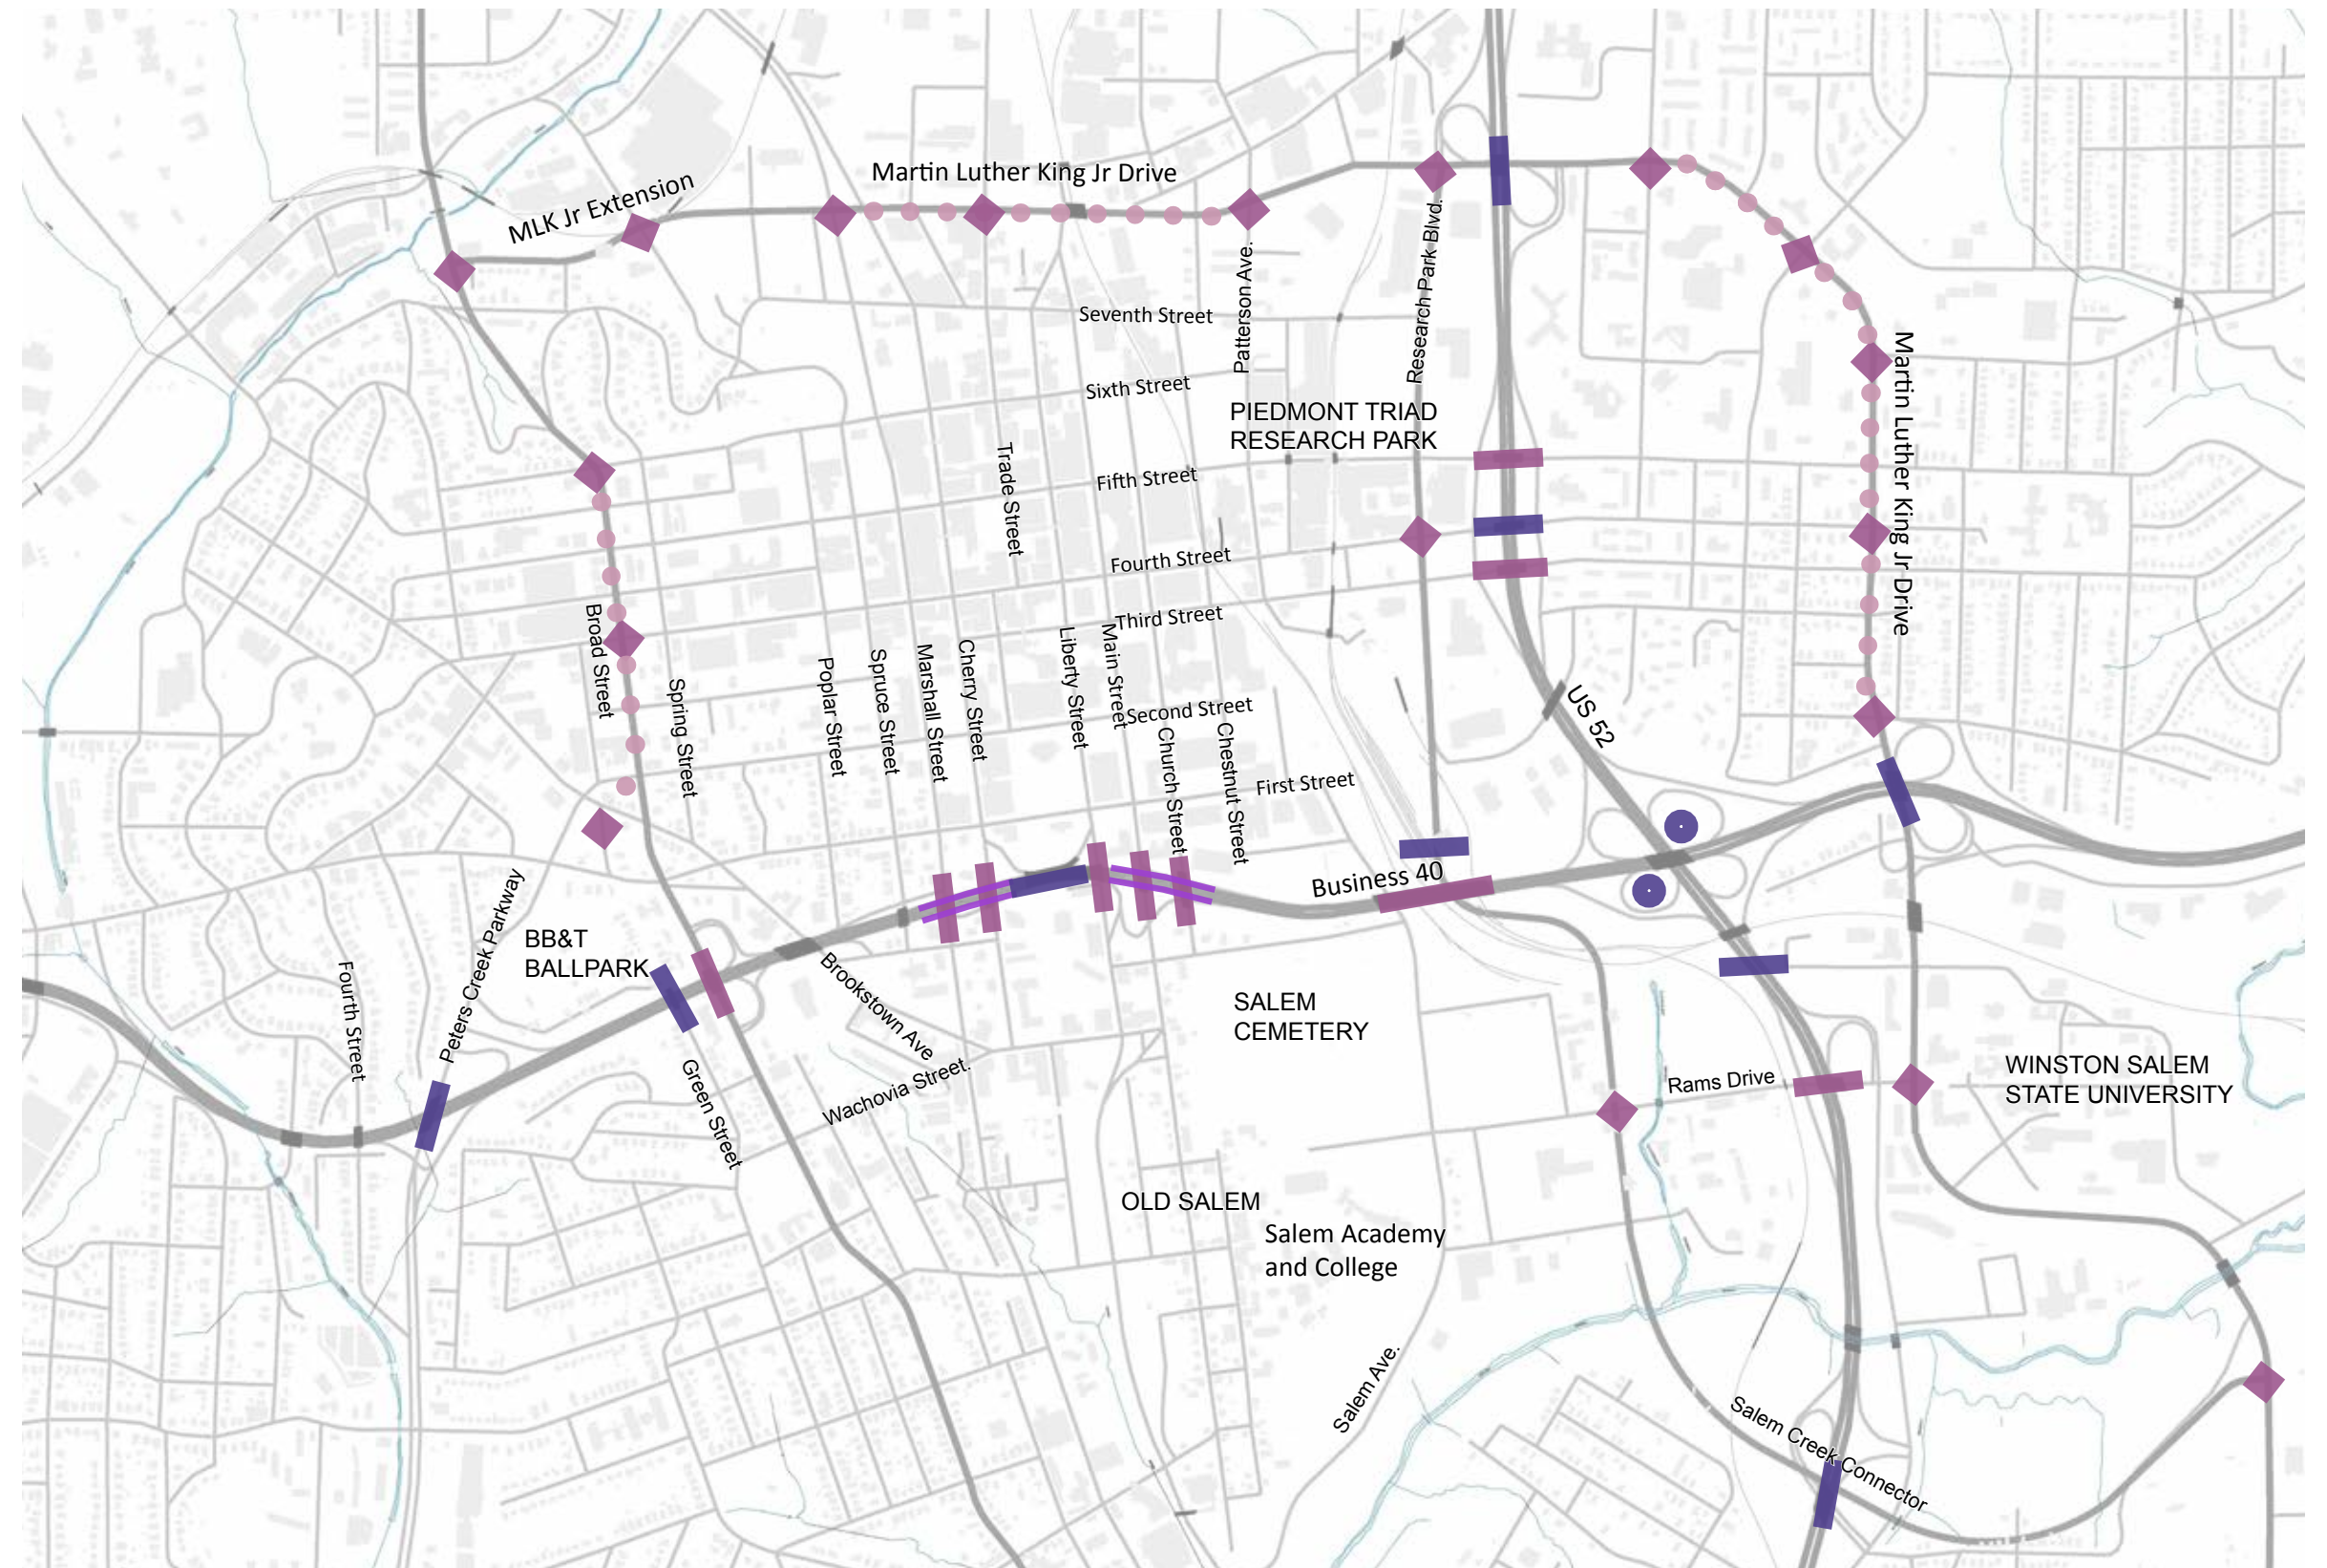 MLK Jr Extension
Martin Luther King Jr Drive
Patterson Ave.
Research Park Blvd.
Seventh Street
Sixth Street
PIEDMONT TRIAD
RESEARCH PARK
Martin Luther King Jr Drive
Trade Street
Fifth Street
Fourth Street
Third Street
Broad Street
Spring Street
Poplar Street
Spruce Street
Marshall Street
Cherry Street
Liberty Street
Main Street
Second Street
Church Street
Chestnut Street
First Street
US 52
Business 40
BB&T
BALLPARK
Peters Creek Parkway
Fourth Street
Brookstown Ave
Wachovia Street.
Green Street
SALEM
CEMETERY
Rams Drive
WINSTON SALEM
STATE UNIVERSITY
OLD SALEM
Salem Academy
and College
Salem Ave.
Salem Creek Connector